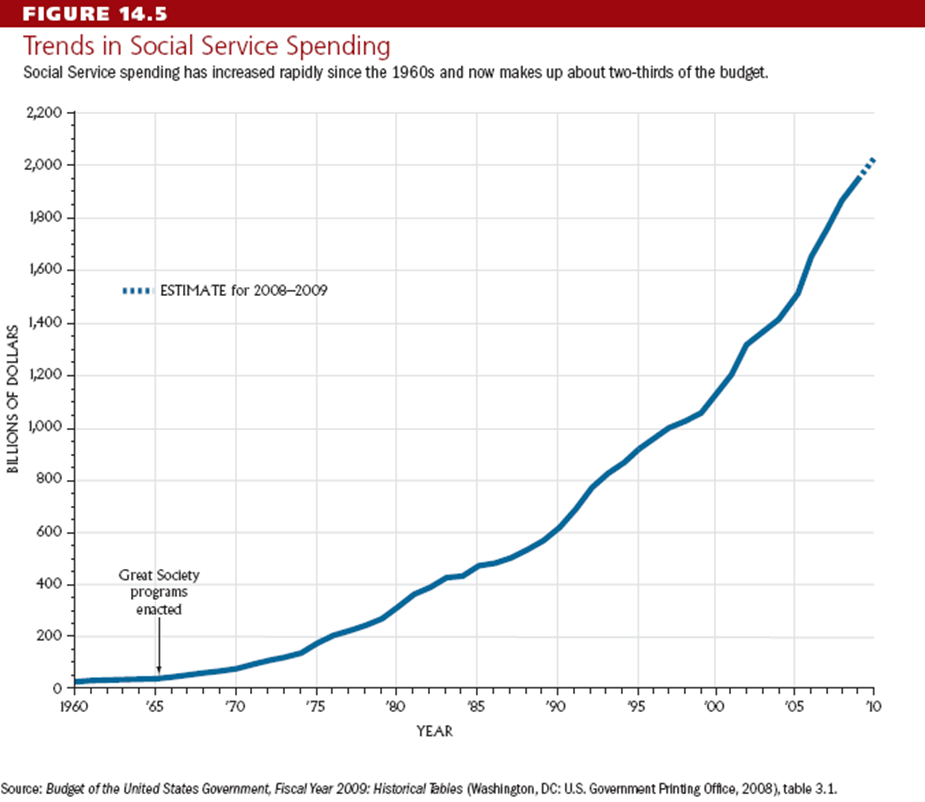 FIGURE 14.5
Trends in Social Service Spending
Social Service spending has increased rapidly since the 1960s and now makes up about two-thirds of the budget.
2,200
2,000
1,800
1,600
ESTIMATE for 2008–2009
1,400
1,200
1,000
800
600
400
200
0
BILLIONS OF DOLLARS
Great Society
programs
enacted
1960 '65 '70 '75 '80 '85 '90 '95 '00 '05 '10
YEAR
Source: Budget of the United States Government, Fiscal Year 2009: Historical Tables (Washington, DC: U.S. Government Printing Office, 2008), table 3.1.